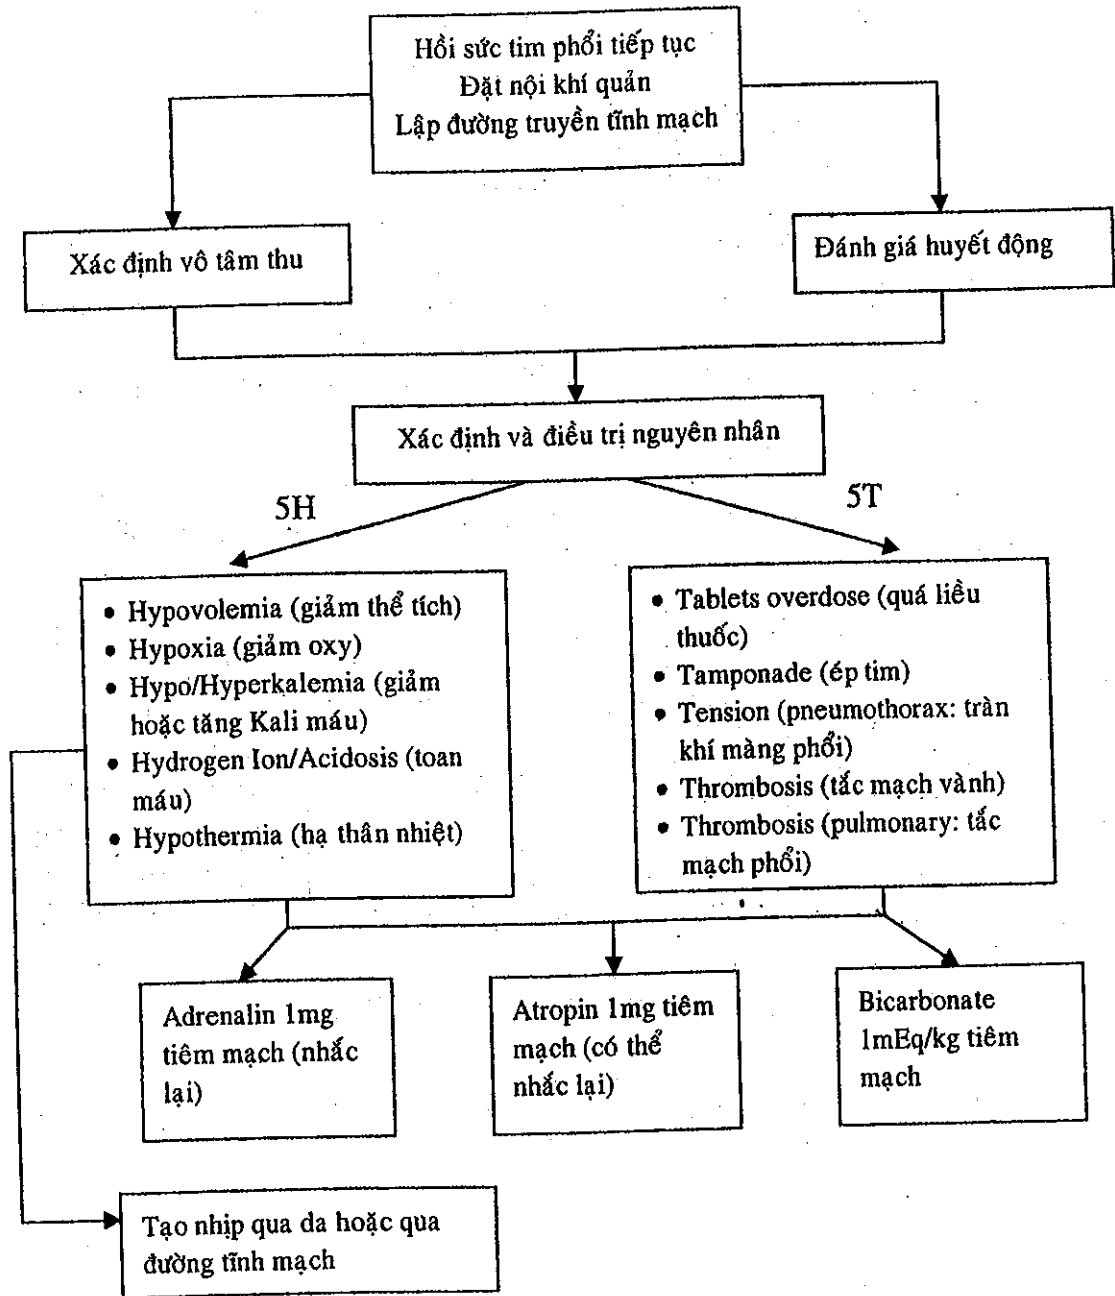 Hồi sức tim phổi tiếp tục
Đặt nội khí quản
Lập đường truyền tĩnh mạch
Xác định vô tâm thu
Đánh giá huyết động
Xác định và điều trị nguyên nhân
5H
5T
• Hypovolemia (giảm thể tích)
• Hypoxia (giảm oxy)
• Hypo/Hyperkalemia (giảm
hoặc tăng Kali máu)
• Hydrogen Ion/Acidosis (toan
máu)
• Hypothermia (hạ thân nhiệt)
• Tablets overdose (quá liều
thuốc)
• Tamponade (ép tim)
• Tension (pneumothorax: tràn
khí màng phổi)
• Thrombosis (tắc mạch vành)
• Thrombosis (pulmonary: tắc
mạch phổi)
Adrenalin 1mg
tiêm mạch (nhắc
lại)
Atropin 1mg tiêm
mạch (có thể
nhắc lại)
Bicarbonate
1mEq/kg tiêm
mạch
Tạo nhịp qua da hoặc qua
đường tĩnh mạch